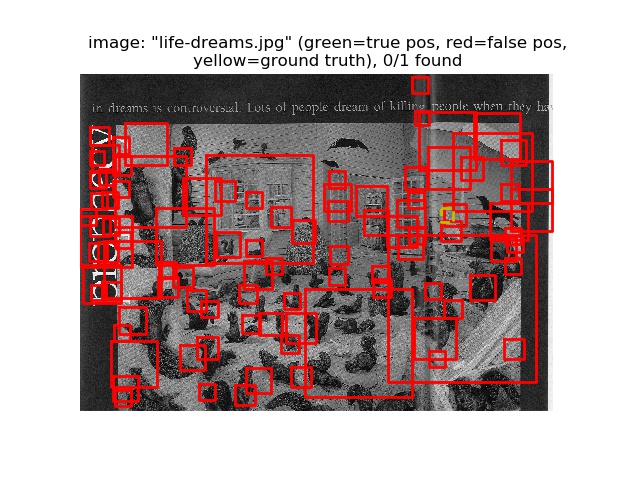 image: "life-dreams.jpg" (green=true pos, red=false pos,
yellow=ground truth), 0/1 found
in dreams is controversial. Lots of people dream of killing people when they ha